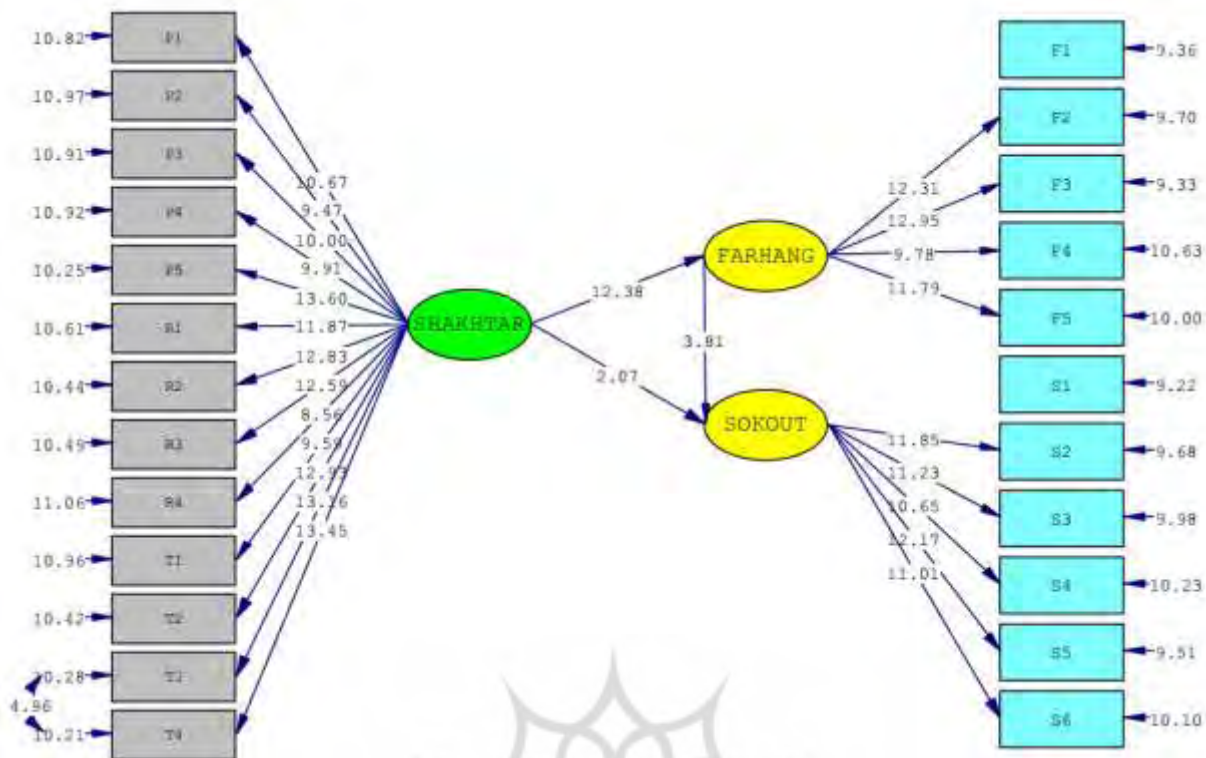 10.82 P1
10.97 P2
10.91 P3
10.92 P4
10.25 P5
10.61 R1
10.44 R2
10.49 R3
11.06 R4
10.96 T1
10.42 T2
10.28 T3
4.96
10.21 T4
10.67
9.47
10.00
9.91
13.60
11.87
12.83
12.59
8.56
9.59
12.93
13.16
13.45
SHAKHTAR
12.38
2.07
FARHANG
3.81
SOKOUT
12.31
12.95
9.78
11.79
11.85
11.23
10.65
12.17
11.01
F1 9.36
F2 9.70
F3 9.33
F4 10.63
F5 10.00
S1 9.22
S2 9.68
S3 9.98
S4 10.23
S5 9.51
S6 10.10